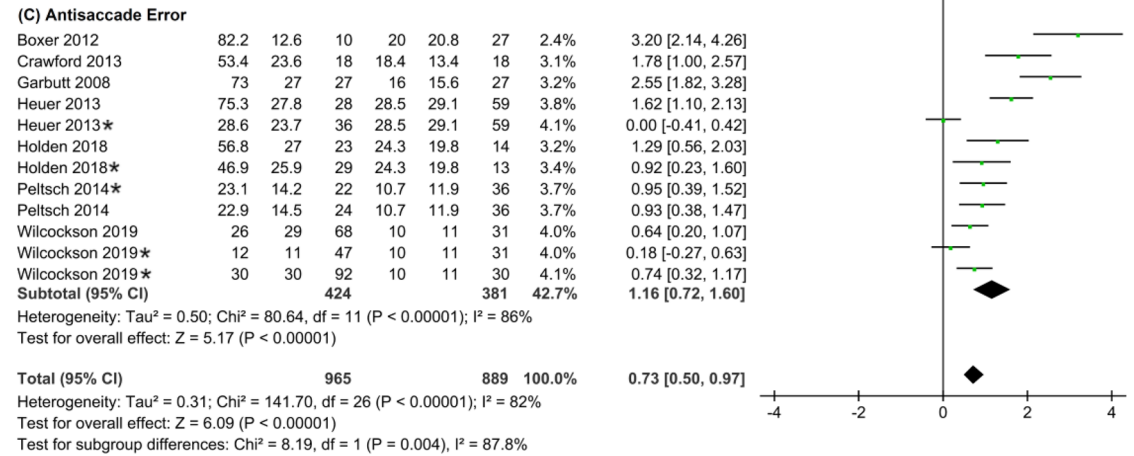 (C) Antisaccade Error
Boxer 2012 82.2 12.6 10 20 20.8 27 2.4% 3.20 [2.14, 4.26]
Crawford 2013 53.4 23.6 18 18.4 13.4 18 3.1% 1.78 [1.00, 2.57]
Garbutt 2008 73 27 27 16 15.6 27 3.2% 2.55 [1.82, 3.28]
Heuer 2013 75.3 27.8 28 28.5 29.1 59 3.8% 1.62 [1.10, 2.13]
Heuer 2013* 28.6 23.7 36 28.5 29.1 59 4.1% 0.00 [-0.41, 0.42]
Holden 2018 56.8 27 23 24.3 19.8 14 3.2% 1.29 [0.56, 2.03]
Holden 2018* 46.9 25.9 29 24.3 19.8 13 3.4% 0.92 [0.23, 1.60]
Peltsch 2014* 23.1 14.2 22 10.7 11.9 36 3.7% 0.95 [0.39, 1.52]
Peltsch 2014 22.9 14.5 24 10.7 11.9 36 3.7% 0.93 [0.38, 1.47]
Wilcockson 2019 26 29 68 10 11 31 4.0% 0.64 [0.20, 1.07]
Wilcockson 2019* 12 11 47 10 11 31 4.0% 0.18 [-0.27, 0.63]
Wilcockson 2019* 30 30 92 10 11 30 4.1% 0.74 [0.32, 1.17]
Subtotal (95% CI) 424 381 42.7% 1.16 [0.72, 1.60]
Heterogeneity: Tau² = 0.50; Chi² = 80.64, df = 11 (P < 0.00001); I² = 86%
Test for overall effect: Z = 5.17 (P < 0.00001)
Total (95% CI) 965 889 100.0% 0.73 [0.50, 0.97]
Heterogeneity: Tau² = 0.31; Chi² = 141.70, df = 26 (P < 0.00001); I² = 82%
Test for overall effect: Z = 6.09 (P < 0.00001)
Test for subgroup differences: Chi² = 8.19, df = 1 (P = 0.004), I² = 87.8%
-4 -2 0 2 4